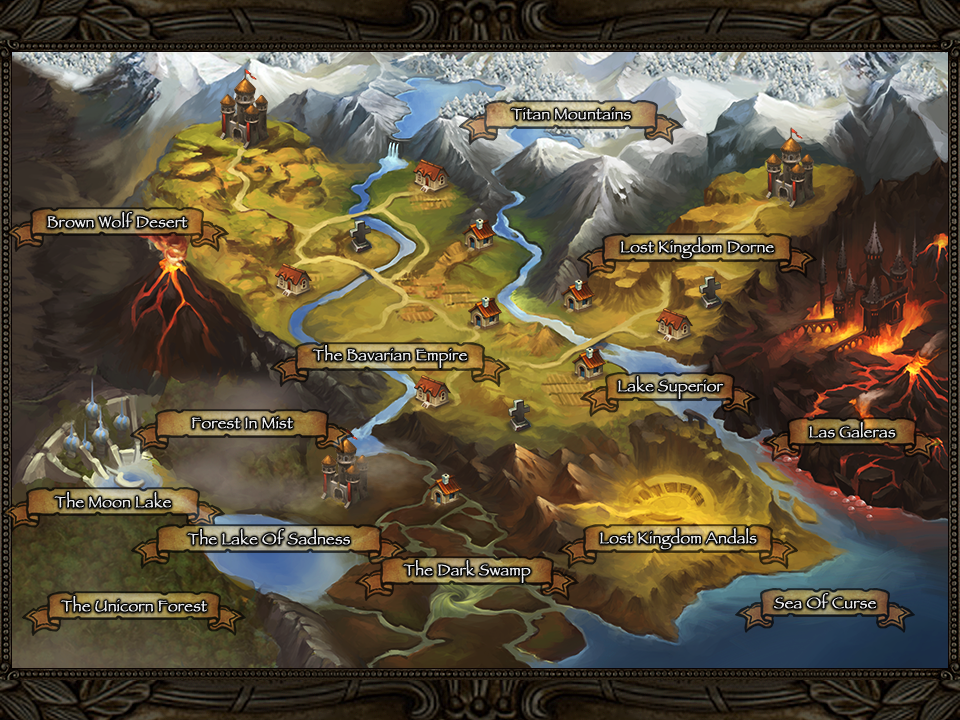 Titan Mountains
Brown Wolf Desert
Lost Kingdom Dorne
The Bavarian Empire
Lake Superior
Forest In Mist
Las Galeras
The Moon Lake
The Lake Of Sadness
Lost Kingdom Andals
The Dark Swamp
The Unicorn Forest
Sea Of Curse